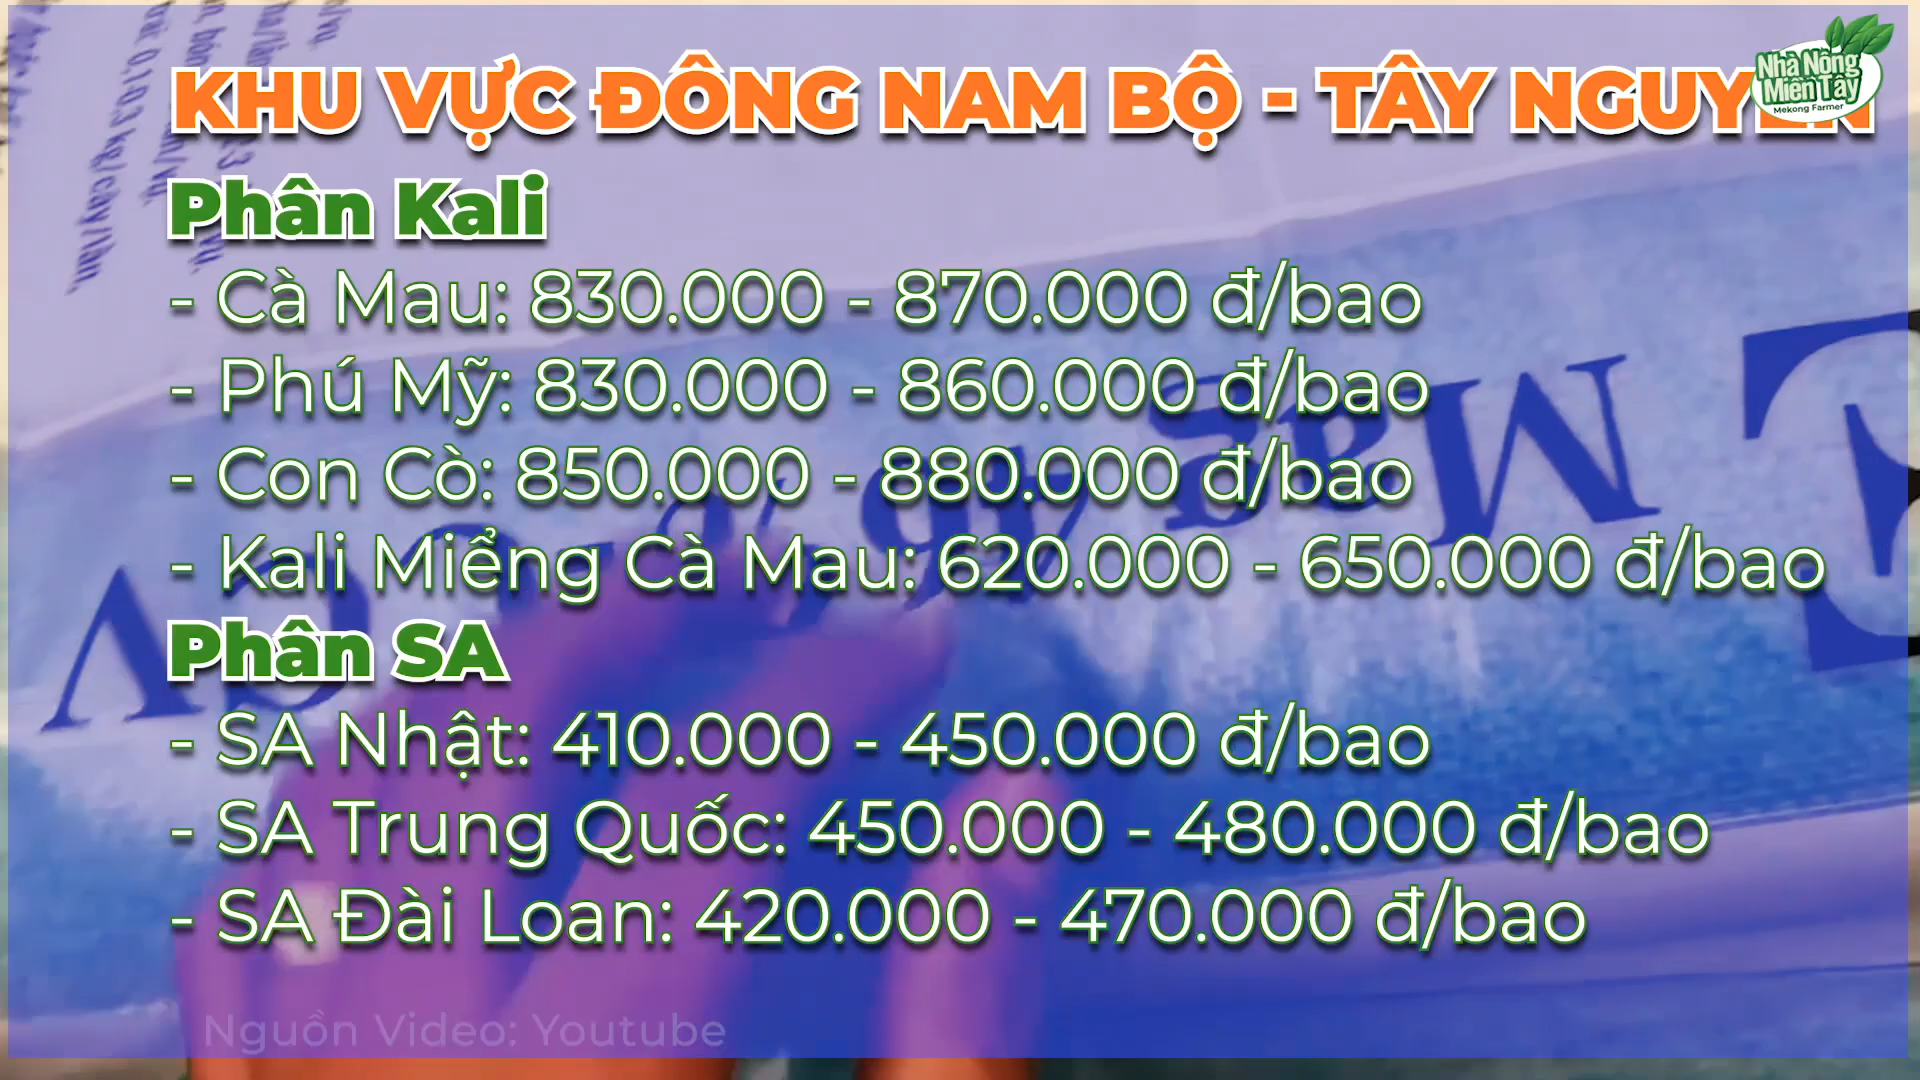 KHU VỰC ĐÔNG NAM BỘ - TÂY NGUYÊN
Nhà Nông
Miền Tây
Mekong Farmer
Phân Kali
- Cà Mau: 830.000 - 870.000 đ/bao
- Phú Mỹ: 830.000 - 860.000 đ/bao
- Con Cò: 850.000 - 880.000 đ/bao
- Kali Miểng Cà Mau: 620.000 - 650.000 đ/bao
Phân SA
- SA Nhật: 410.000 - 450.000 đ/bao
- SA Trung Quốc: 450.000 - 480.000 đ/bao
- SA Đài Loan: 420.000 - 470.000 đ/bao
Nguồn Video: Youtube